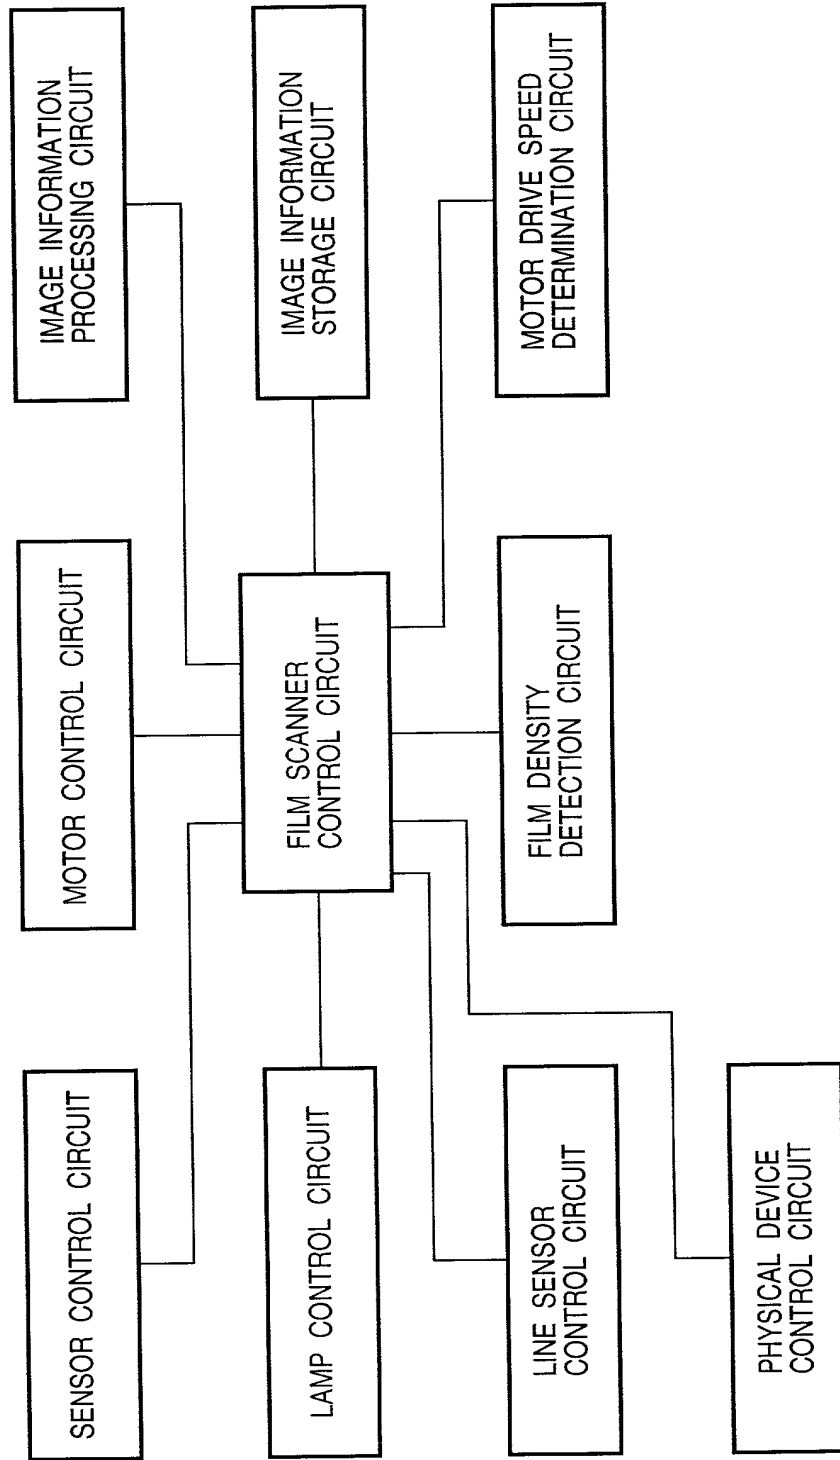 SENSOR CONTROL CIRCUIT
MOTOR CONTROL CIRCUIT
IMAGE INFORMATION
PROCESSING CIRCUIT
LAMP CONTROL CIRCUIT
FILM SCANNER
CONTROL CIRCUIT
IMAGE INFORMATION
STORAGE CIRCUIT
LINE SENSOR
CONTROL CIRCUIT
FILM DENSITY
DETECTION CIRCUIT
MOTOR DRIVE SPEED
DETERMINATION CIRCUIT
PHYSICAL DEVICE
CONTROL CIRCUIT